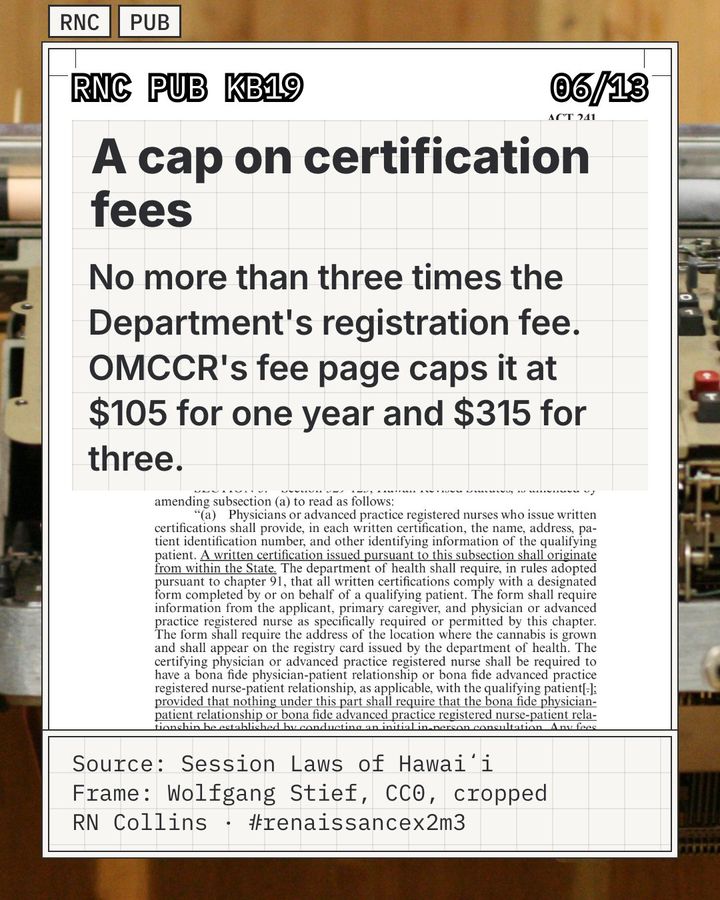 RNC PUB
RNC PUB KB19 06/13
ACT 241
A cap on certification
fees
No more than three times the
Department's registration fee.
OMCCR's fee page caps it at
$105 for one year and $315 for
three.
amending subsection (a) to read as follows:
“(a) Physicians or advanced practice registered nurses who issue written
certifications shall provide, in each written certification, the name, address, pa-
tient identification number, and other identifying information of the qualifying
patient. A written certification issued pursuant to this subsection shall originate
from within the State. The department of health shall require, in rules adopted
pursuant to chapter 91, that all written certifications comply with a designated
form completed by or on behalf of a qualifying patient. The form shall require
information from the applicant, primary caregiver, and physician or advanced
practice registered nurse as specifically required or permitted by this chapter.
The form shall require the address of the location where the cannabis is grown
and shall appear on the registry card issued by the department of health. The
certifying physician or advanced practice registered nurse shall be required to
have a bona fide physician-patient relationship or bona fide advanced practice
registered nurse-patient relationship, as applicable, with the qualifying patient[.];
provided that nothing under this part shall require that the bona fide physician-
patient relationship or bona fide advanced practice registered nurse-patient rela-
tionship be established by conducting an initial in-person consultation. Any fees
Source: Session Laws of Hawaiʻi
Frame: Wolfgang Stief, CC0, cropped
RN Collins · #renaissancex2m3